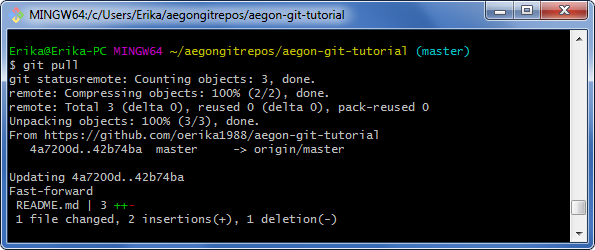 MINGW64:/c/Users/Erika/aegongitrepos/aegon-git-tutorial
Erika@Erika-PC MINGW64 ~/aegongitrepos/aegon-git-tutorial (master)
$ git pull
git statusremote: Counting objects: 3, done.
remote: Compressing objects: 100% (2/2), done.
remote: Total 3 (delta 0), reused 0 (delta 0), pack-reused 0
Unpacking objects: 100% (3/3), done.
From https://github.com/oerika1988/aegon-git-tutorial
   4a7200d..42b74ba  master     -> origin/master
Updating 4a7200d..42b74ba
Fast-forward
 README.md | 3 ++-
 1 file changed, 2 insertions(+), 1 deletion(-)